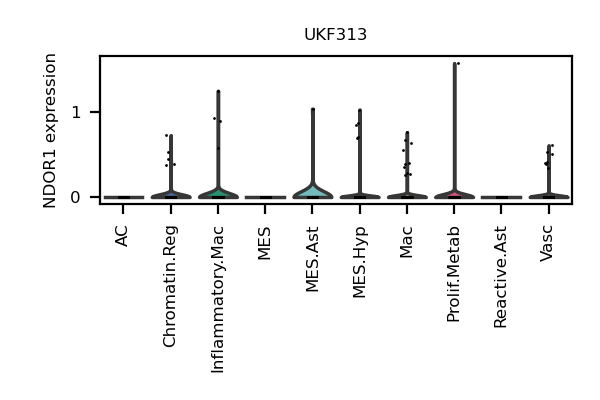 UKF313
NDOR1 expression
1
0
AC
Chromatin.Reg
Inflammatory.Mac
MES
MES.Ast
MES.Hyp
Mac
Prolif.Metab
Reactive.Ast
Vasc